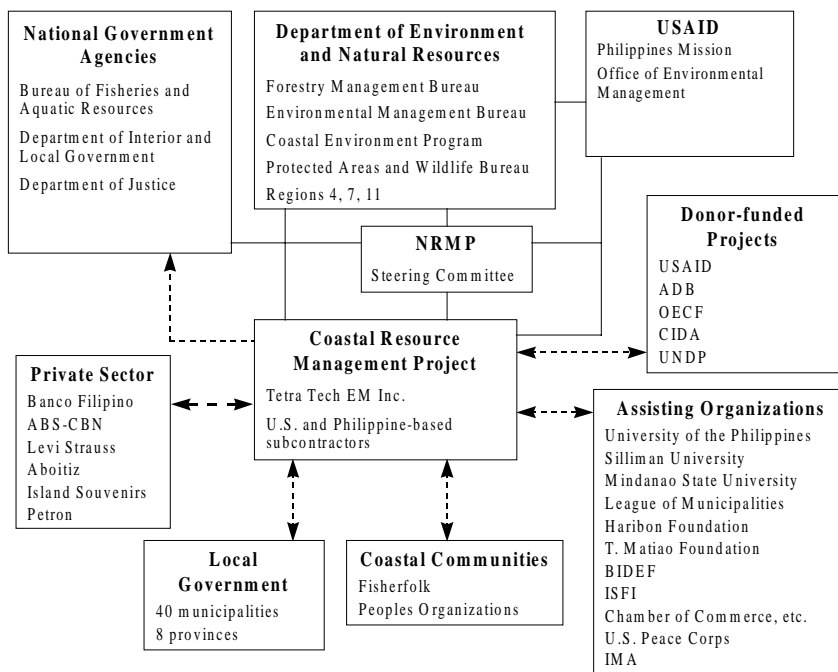 National Government
Agencies
Bureau of Fisheries and
Aquatic Resources
Department of Interior and
Local Government
Department of Justice
Department of Environment
and Natural Resources
Forestry Management Bureau
Environmental Management Bureau
Coastal Environment Program
Protected Areas and Wildlife Bureau
Regions 4, 7, 11
USAID
Philippines Mission
Office of Environmental
Management
NRMP
Steering Committee
Donor-funded
Projects
USAID
ADB
OECF
CIDA
UNDP
Coastal Resource
Management Project
Tetra Tech EM Inc.
U.S. and Philippine-based
subcontractors
Private Sector
Banco Filipino
ABS-CBN
Levi Strauss
Aboitiz
Island Souvenirs
Petron
Assisting Organizations
University of the Philippines
Silliman University
Mindanao State University
League of Municipalities
Haribon Foundation
T. Matiao Foundation
BIDEF
ISFI
Chamber of Commerce, etc.
U.S. Peace Corps
IMA
Local
Government
40 municipalities
8 provinces
Coastal Communities
Fisherfolk
Peoples Organizations